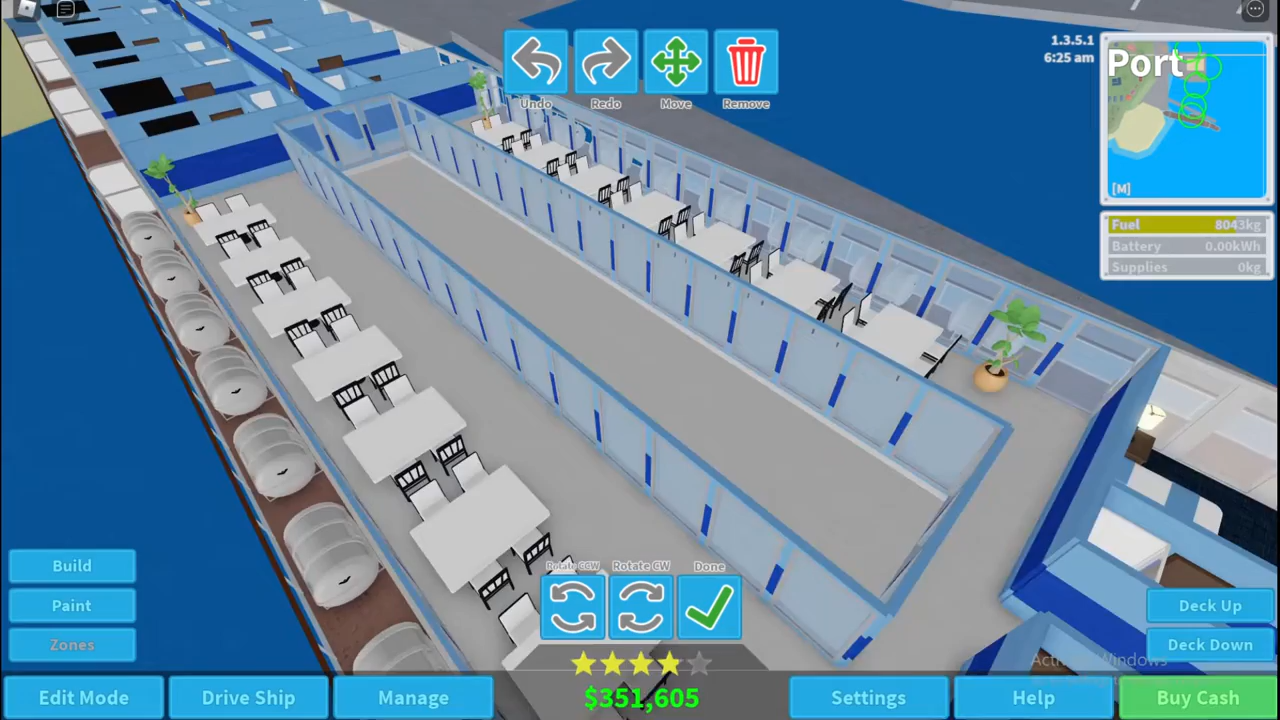 Undo
Redo
Move
Remove
1.3.5.1
6:25 am
Port
[M]
Fuel 8043kg
Battery 0.00kWh
Supplies 0kg
Build
Paint
Zones
Rotate CCW
Rotate CW
Done
Deck Up
Deck Down
Windows
$351,605
Edit Mode
Drive Ship
Manage
Settings
Help
Buy Cash